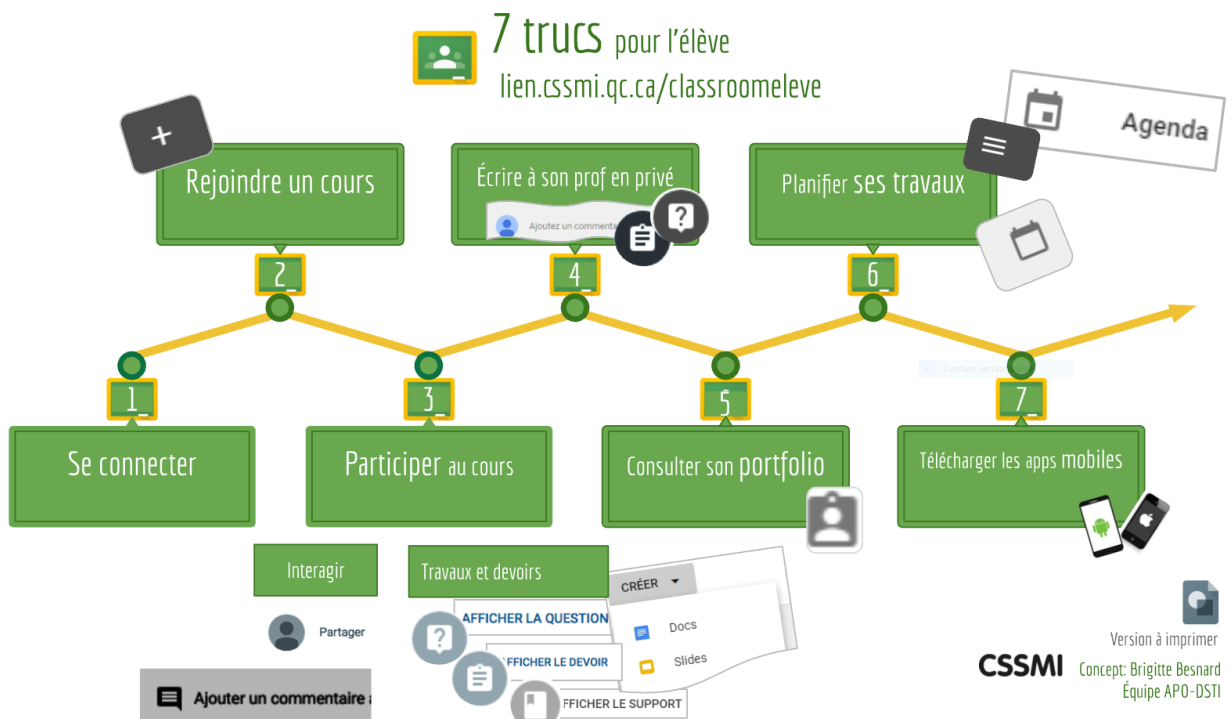 7 trucs pour l'élève
lien.cssmi.qc.ca/classroomeleve
Agenda
Rejoindre un cours
Écrire à son prof en privé
Ajoutez un commenta
Planifier ses travaux
2
4
6
Capture rectan
1
3
5
7
Se connecter
Participer au cours
Consulter son portfolio
Télécharger les apps mobiles
Interagir
Partager
Ajouter un commentaire
Travaux et devoirs
CRÉER
Docs
Slides
AFFICHER LA QUESTION
FFICHER LE DEVOIR
FFICHER LE SUPPORT
Version à imprimer
CSSMI
Concept: Brigitte Besnard
Équipe APO-DSTI